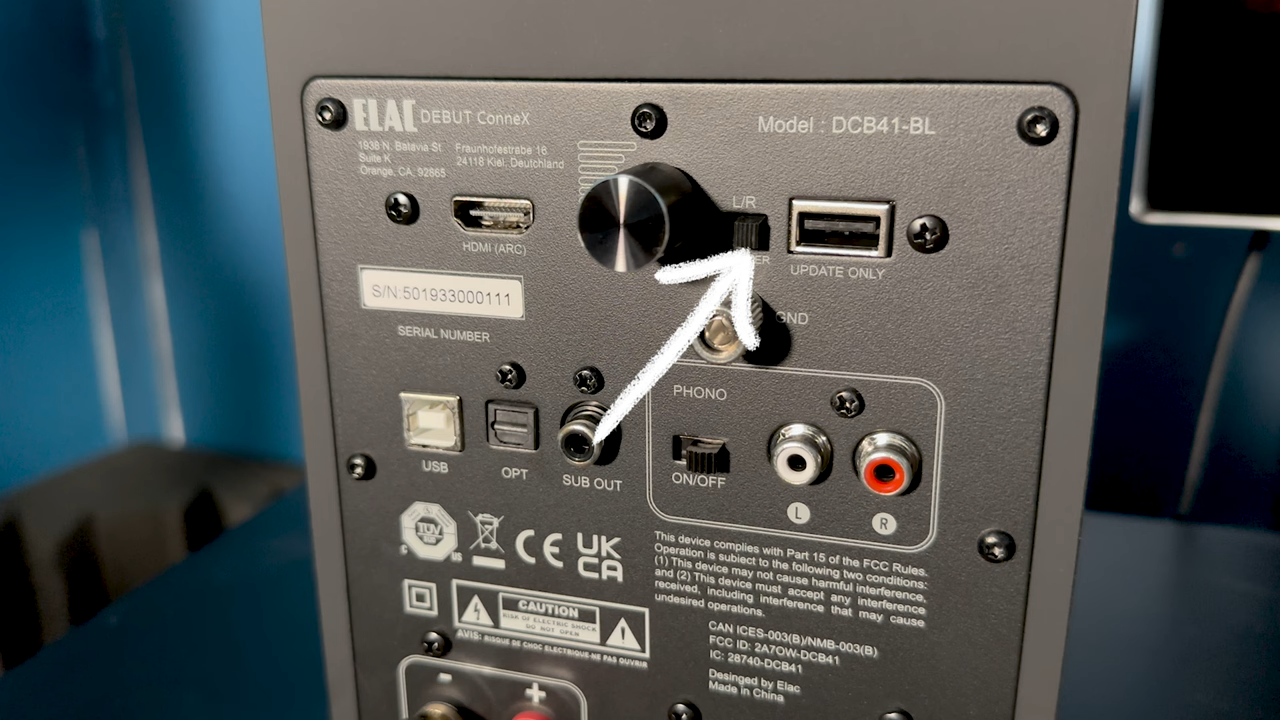 ELAC DEBUT ConneX
Model : DCB41-BL
1938 N. Batavia St
Suite K
Orange, CA, 92865
Fraunhofestrabe 16
24118 Kiel, Deutchland
L/R
HDMI (ARC)
UPDATE ONLY
S/N:501933000111
SERIAL NUMBER
GND
PHONO
USB
OPT
SUB OUT
ON/OFF
L
R
C TÜV US
CE
UK
CA
This device complies with Part 15 of the FCC Rules.
Operation is subject to the following two conditions:
(1) This device may not cause harmful interference,
and (2) This device must accept any interference
received, including interference that may cause
undesired operations.
CAUTION
RISK OF ELECTRIC SHOCK
DO NOT OPEN
AVIS: RISQUE DE CHOC ELECTRIQUE-NE PAS OUVRIR
CAN ICES-003(B)/NMB-003(B)
FCC ID: 2A7OW-DCB41
IC: 28740-DCB41
Desinged by Elac
Made in China
- +